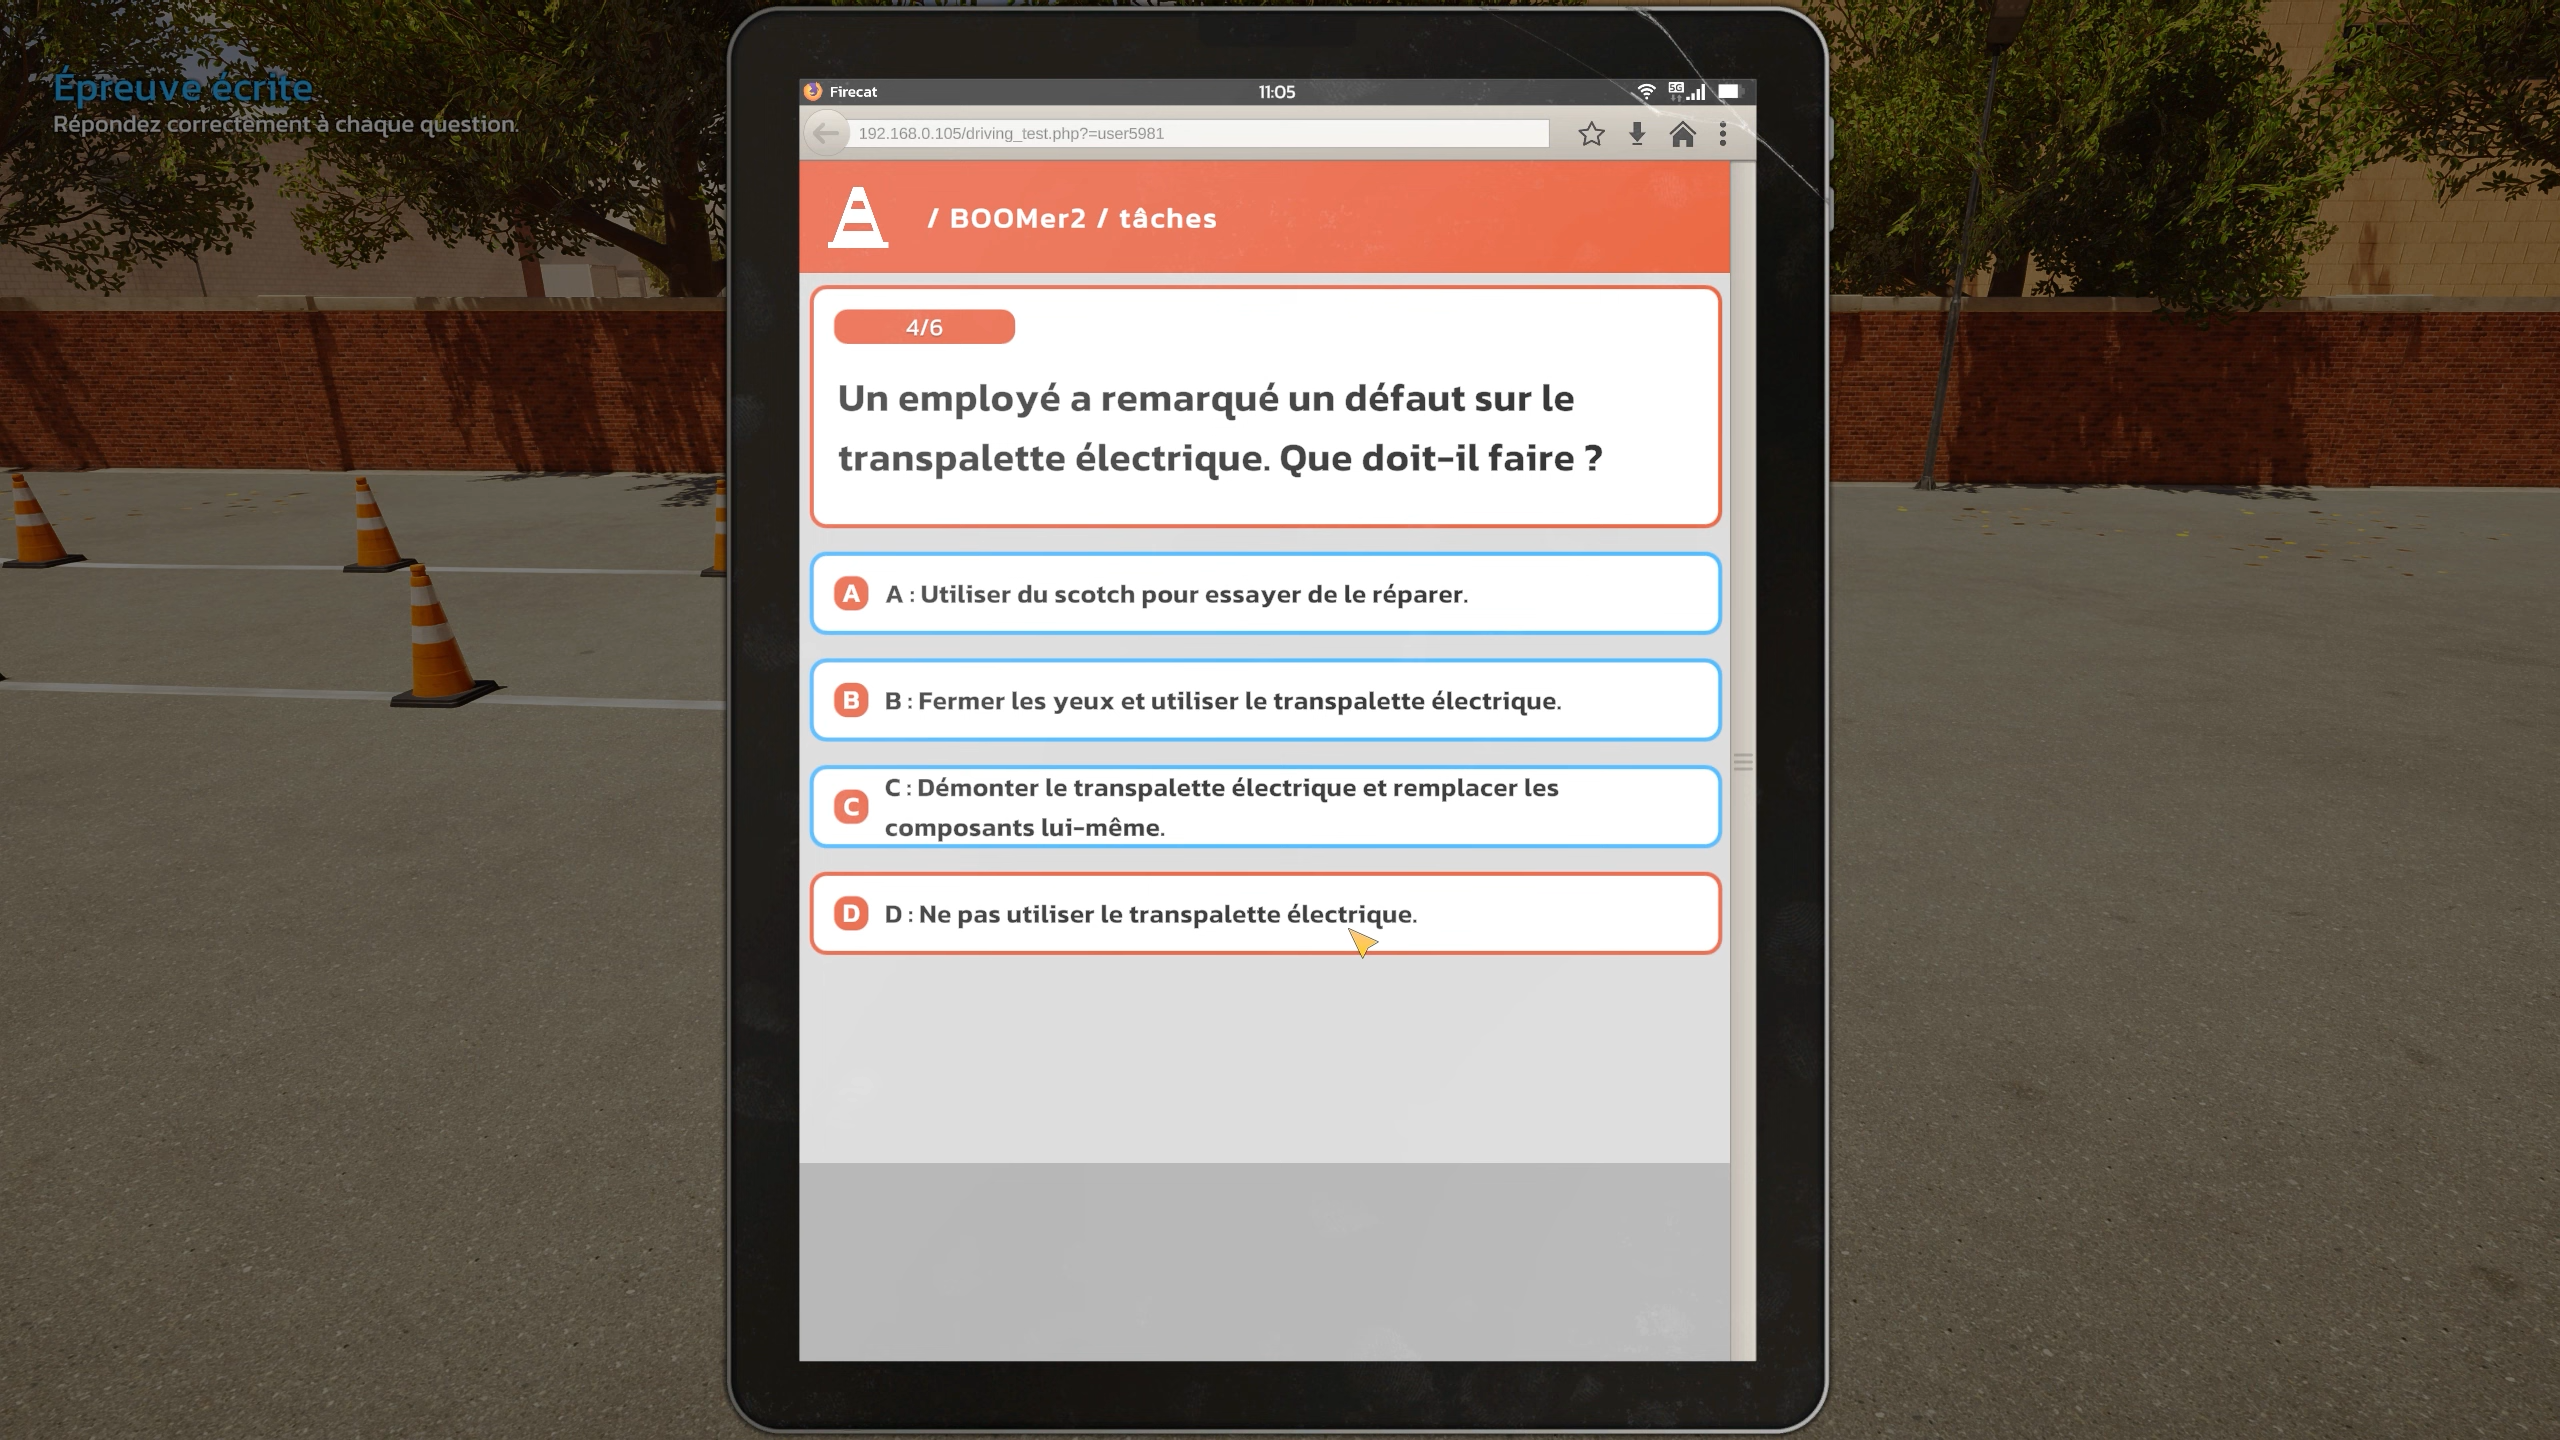 Épreuve écrite
Répondez correctement à chaque question.
Firecat
11:05
5G
192.168.0.105/driving_test.php?=user5981
/ BOOMer2 / tâches
4/6
Un employé a remarqué un défaut sur le
transpalette électrique. Que doit-il faire ?
A
A : Utiliser du scotch pour essayer de le réparer.
B
B : Fermer les yeux et utiliser le transpalette électrique.
C
C : Démonter le transpalette électrique et remplacer les
composants lui-même.
D
D : Ne pas utiliser le transpalette électrique.